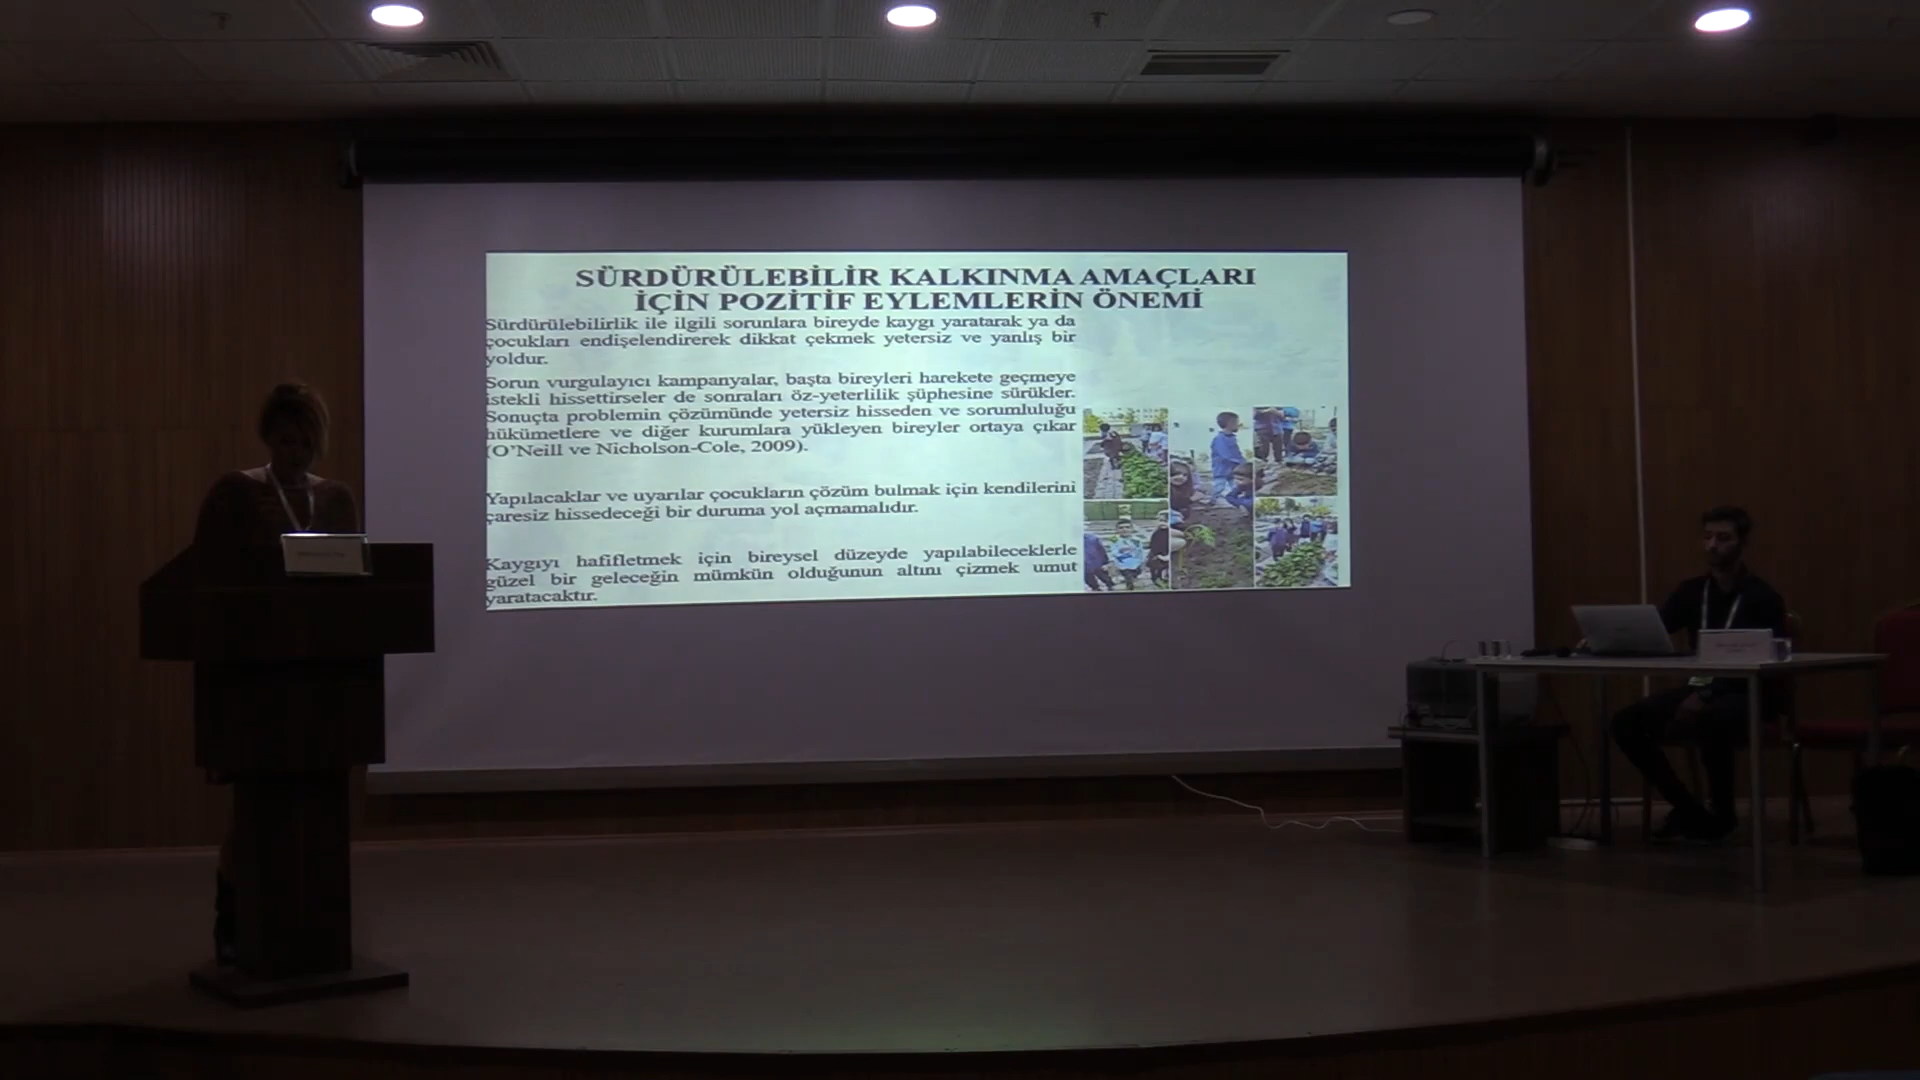 SÜRDÜRÜLEBİLİR KALKINMA AMAÇLARI
İÇİN POZİTİF EYLEMLERİN ÖNEMİ
Sürdürülebilirlik ile ilgili sorunlara bireyde kaygı yaratarak ya da
çocukları endişelendirerek dikkat çekmek yetersiz ve yanlış bir
yoldur.
Sorun vurgulayıcı kampanyalar, başta bireyleri harekete geçmeye
istekli hissettirseler de sonraları öz-yeterlilik şüphesine sürükler.
Sonuçta problemin çözümünde yetersiz hisseden ve sorumluluğu
hükümetlere ve diğer kurumlara yükleyen bireyler ortaya çıkar
(O'Neill ve Nicholson-Cole, 2009).
Yapılacaklar ve uyarılar çocukların çözüm bulmak için kendilerini
çaresiz hissedeceği bir duruma yol açmamalıdır.
Kaygıyı hafifletmek için bireysel düzeyde yapılabileceklerle
güzel bir geleceğin mümkün olduğunun altını çizmek umut
yaratacaktır.